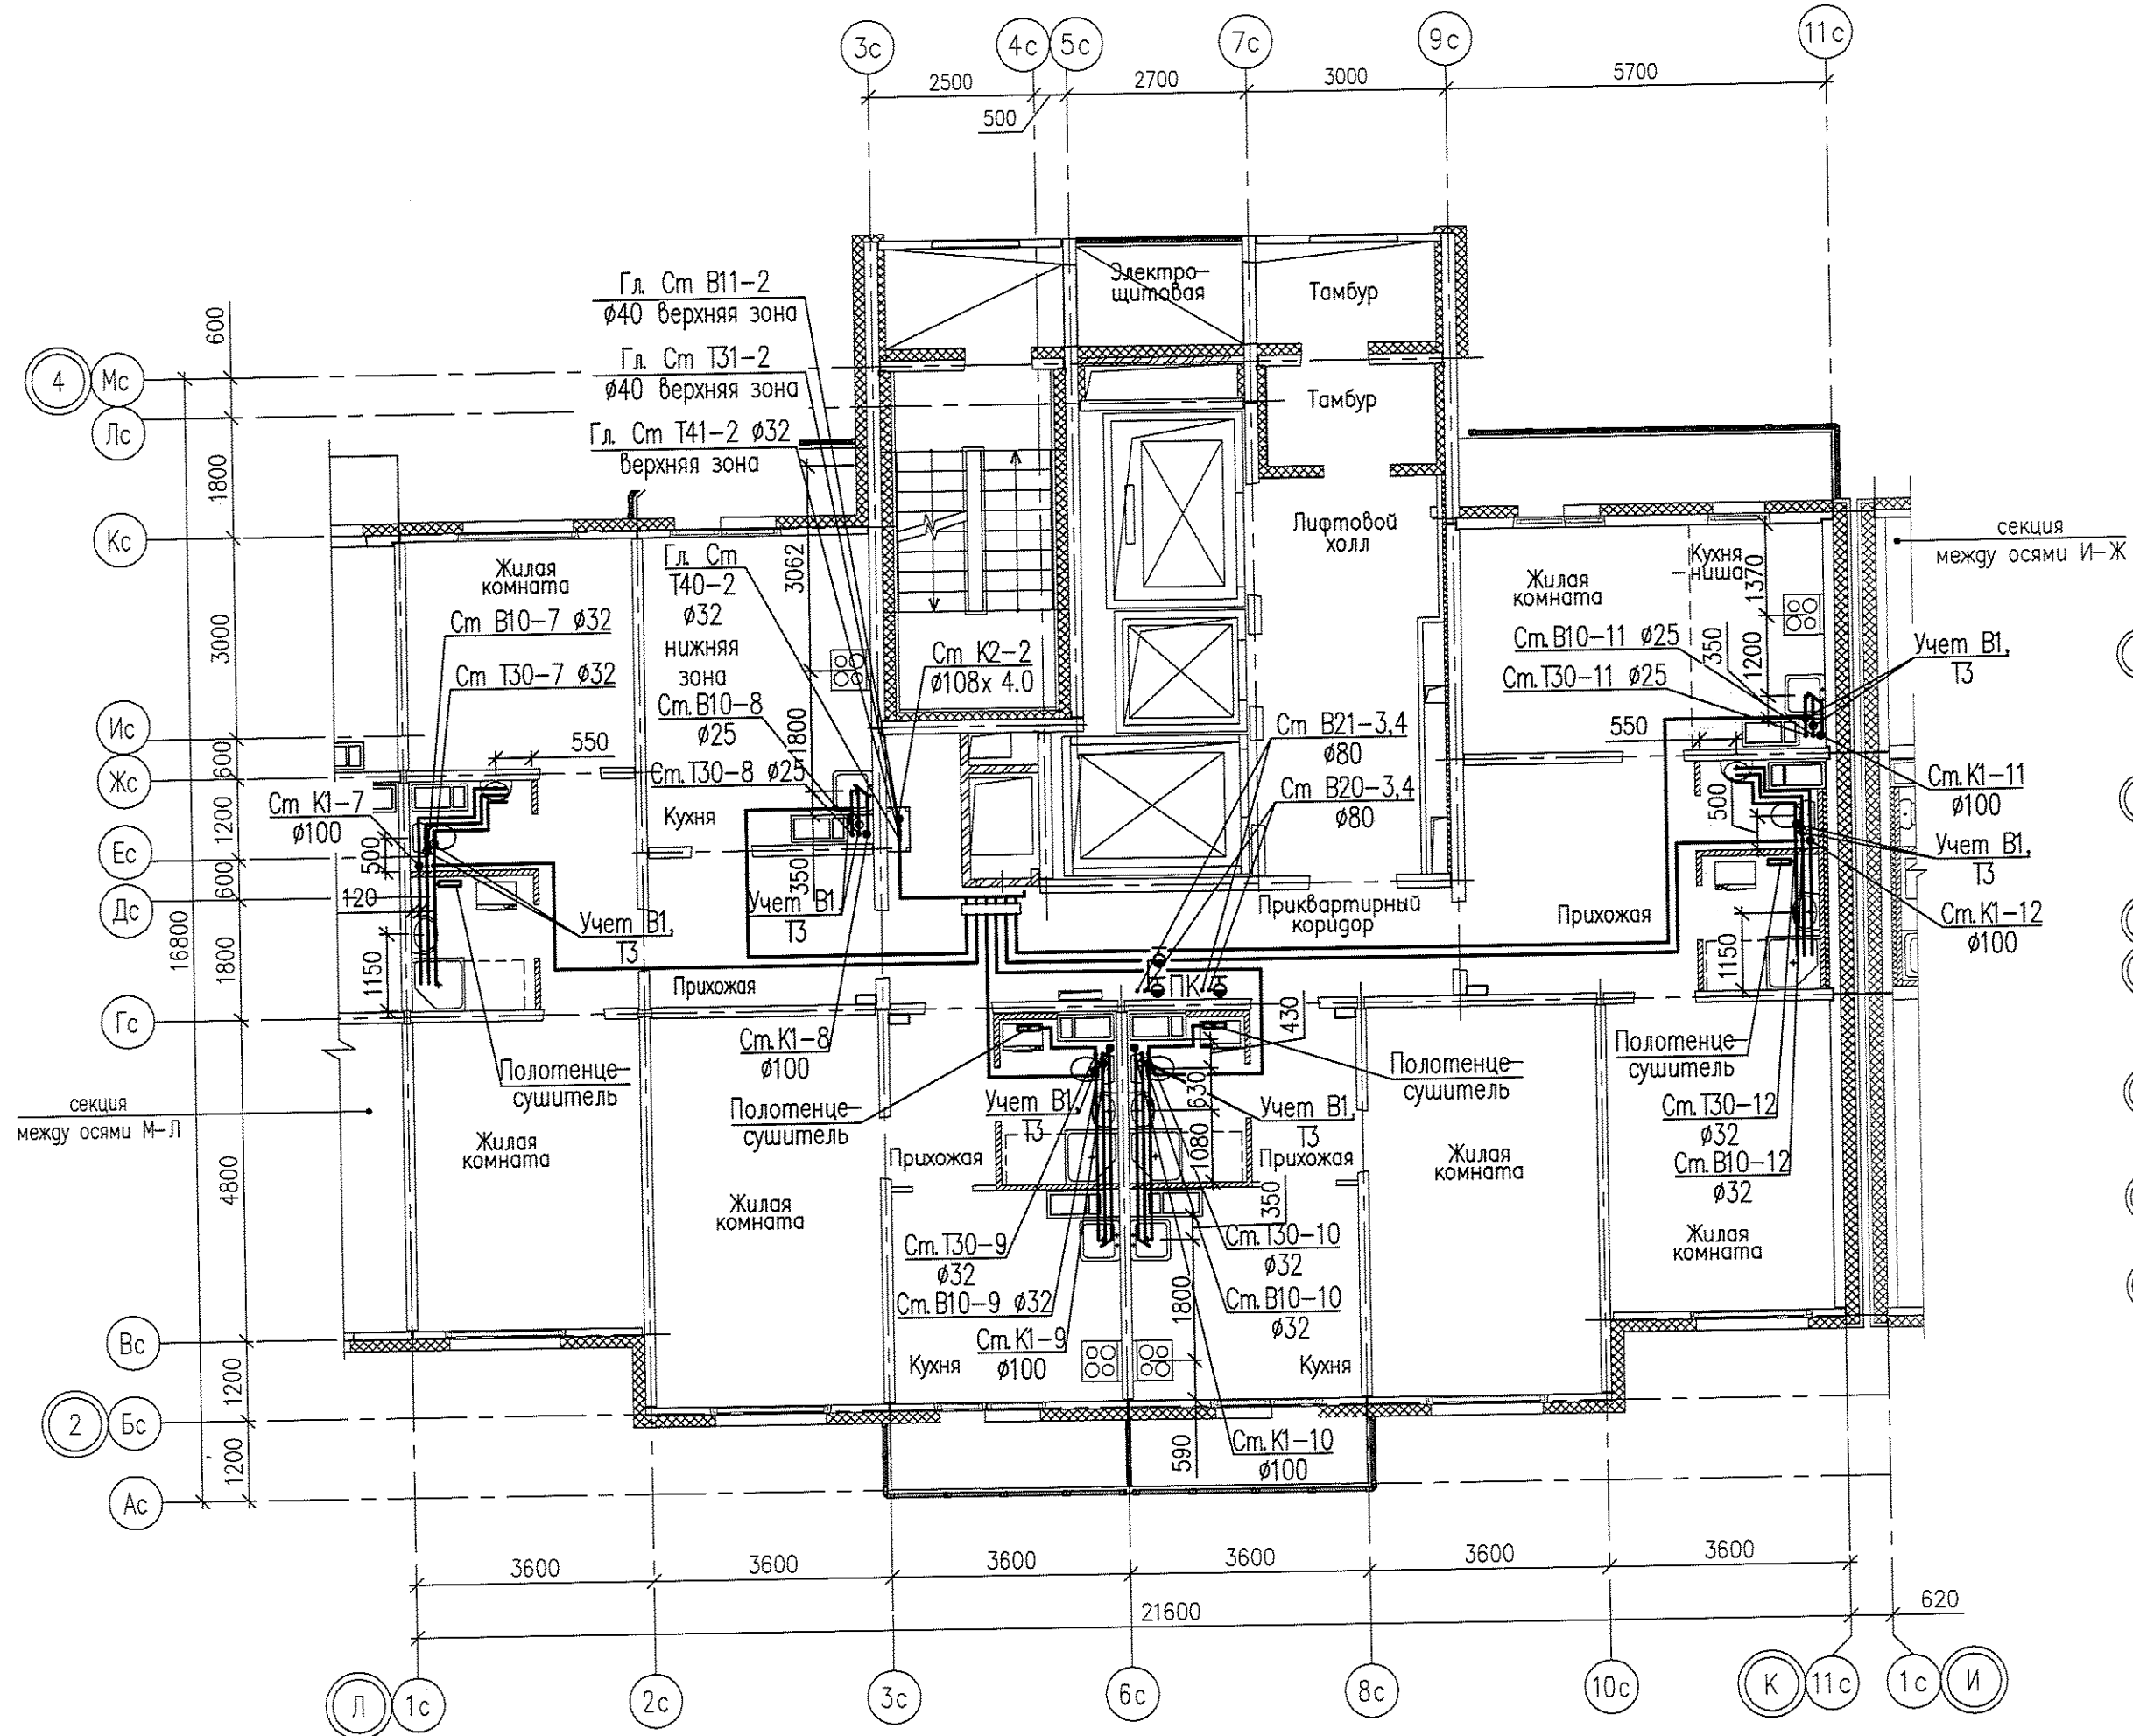 3с
4с
5с
7с
9с
11с
2500
500
2700
3000
5700
Гл. Ст В11-2
ø40 верхняя зона
Гл. Ст Т31-2
ø40 верхняя зона
Гл. Ст Т41-2 ø32
верхняя зона
Электро-
щитовая
Тамбур
Тамбур
Лифтовой
холл
4
Мс
Лс
Кс
Ис
Жс
Ес
Дс
Гс
Вс
2
Бс
Ас
600
1800
3000
600
1200
600
1800
4800
1200
1200
16800
Жилая
комната
Ст В10-7 ø32
Ст Т30-7 ø32
550
Ст К1-7
ø100
500
120
1150
Учет В1,
Т3
Полотенце-
сушитель
секция
между осями М-Л
Жилая
комната
Гл. Ст
Т40-2
ø32
нижняя
зона
3062
Ст.В10-8
ø25
1800
Ст.Т30-8 ø25
Кухня
350
Учет В1,
Т3
Ст К2-2
ø108х 4.0
Прихожая
Ст.К1-8
ø100
Жилая
комната
Ст В21-3,4
ø80
Ст В20-3,4
ø80
Приквартирный
коридор
ПК
430
Полотенце-
сушитель
Учет В1,
Т3
Прихожая
Ст.Т30-9
ø32
Ст.В10-9 ø32
Ст.К1-9
ø100
Кухня
630
1080
350
1800
590
Полотенце-
сушитель
Учет В1,
Т3
Прихожая
Ст.Т30-10
ø32
Ст.В10-10
ø32
Кухня
Ст.К1-10
ø100
Жилая
комната
Жилая
комната
Кухня
-ниша
1370
350
1200
Ст.В10-11 ø25
Ст.Т30-11 ø25
550
Учет В1,
Т3
секция
между осями И-Ж
Ст.К1-11
ø100
500
Учет В1,
Т3
Прихожая
Ст.К1-12
ø100
1150
Полотенце-
сушитель
Ст.Т30-12
ø32
Ст.В10-12
ø32
Жилая
комната
3600
3600
3600
3600
3600
3600
21600
620
Л
1с
2с
3с
6с
8с
10с
К
11с
1с
И